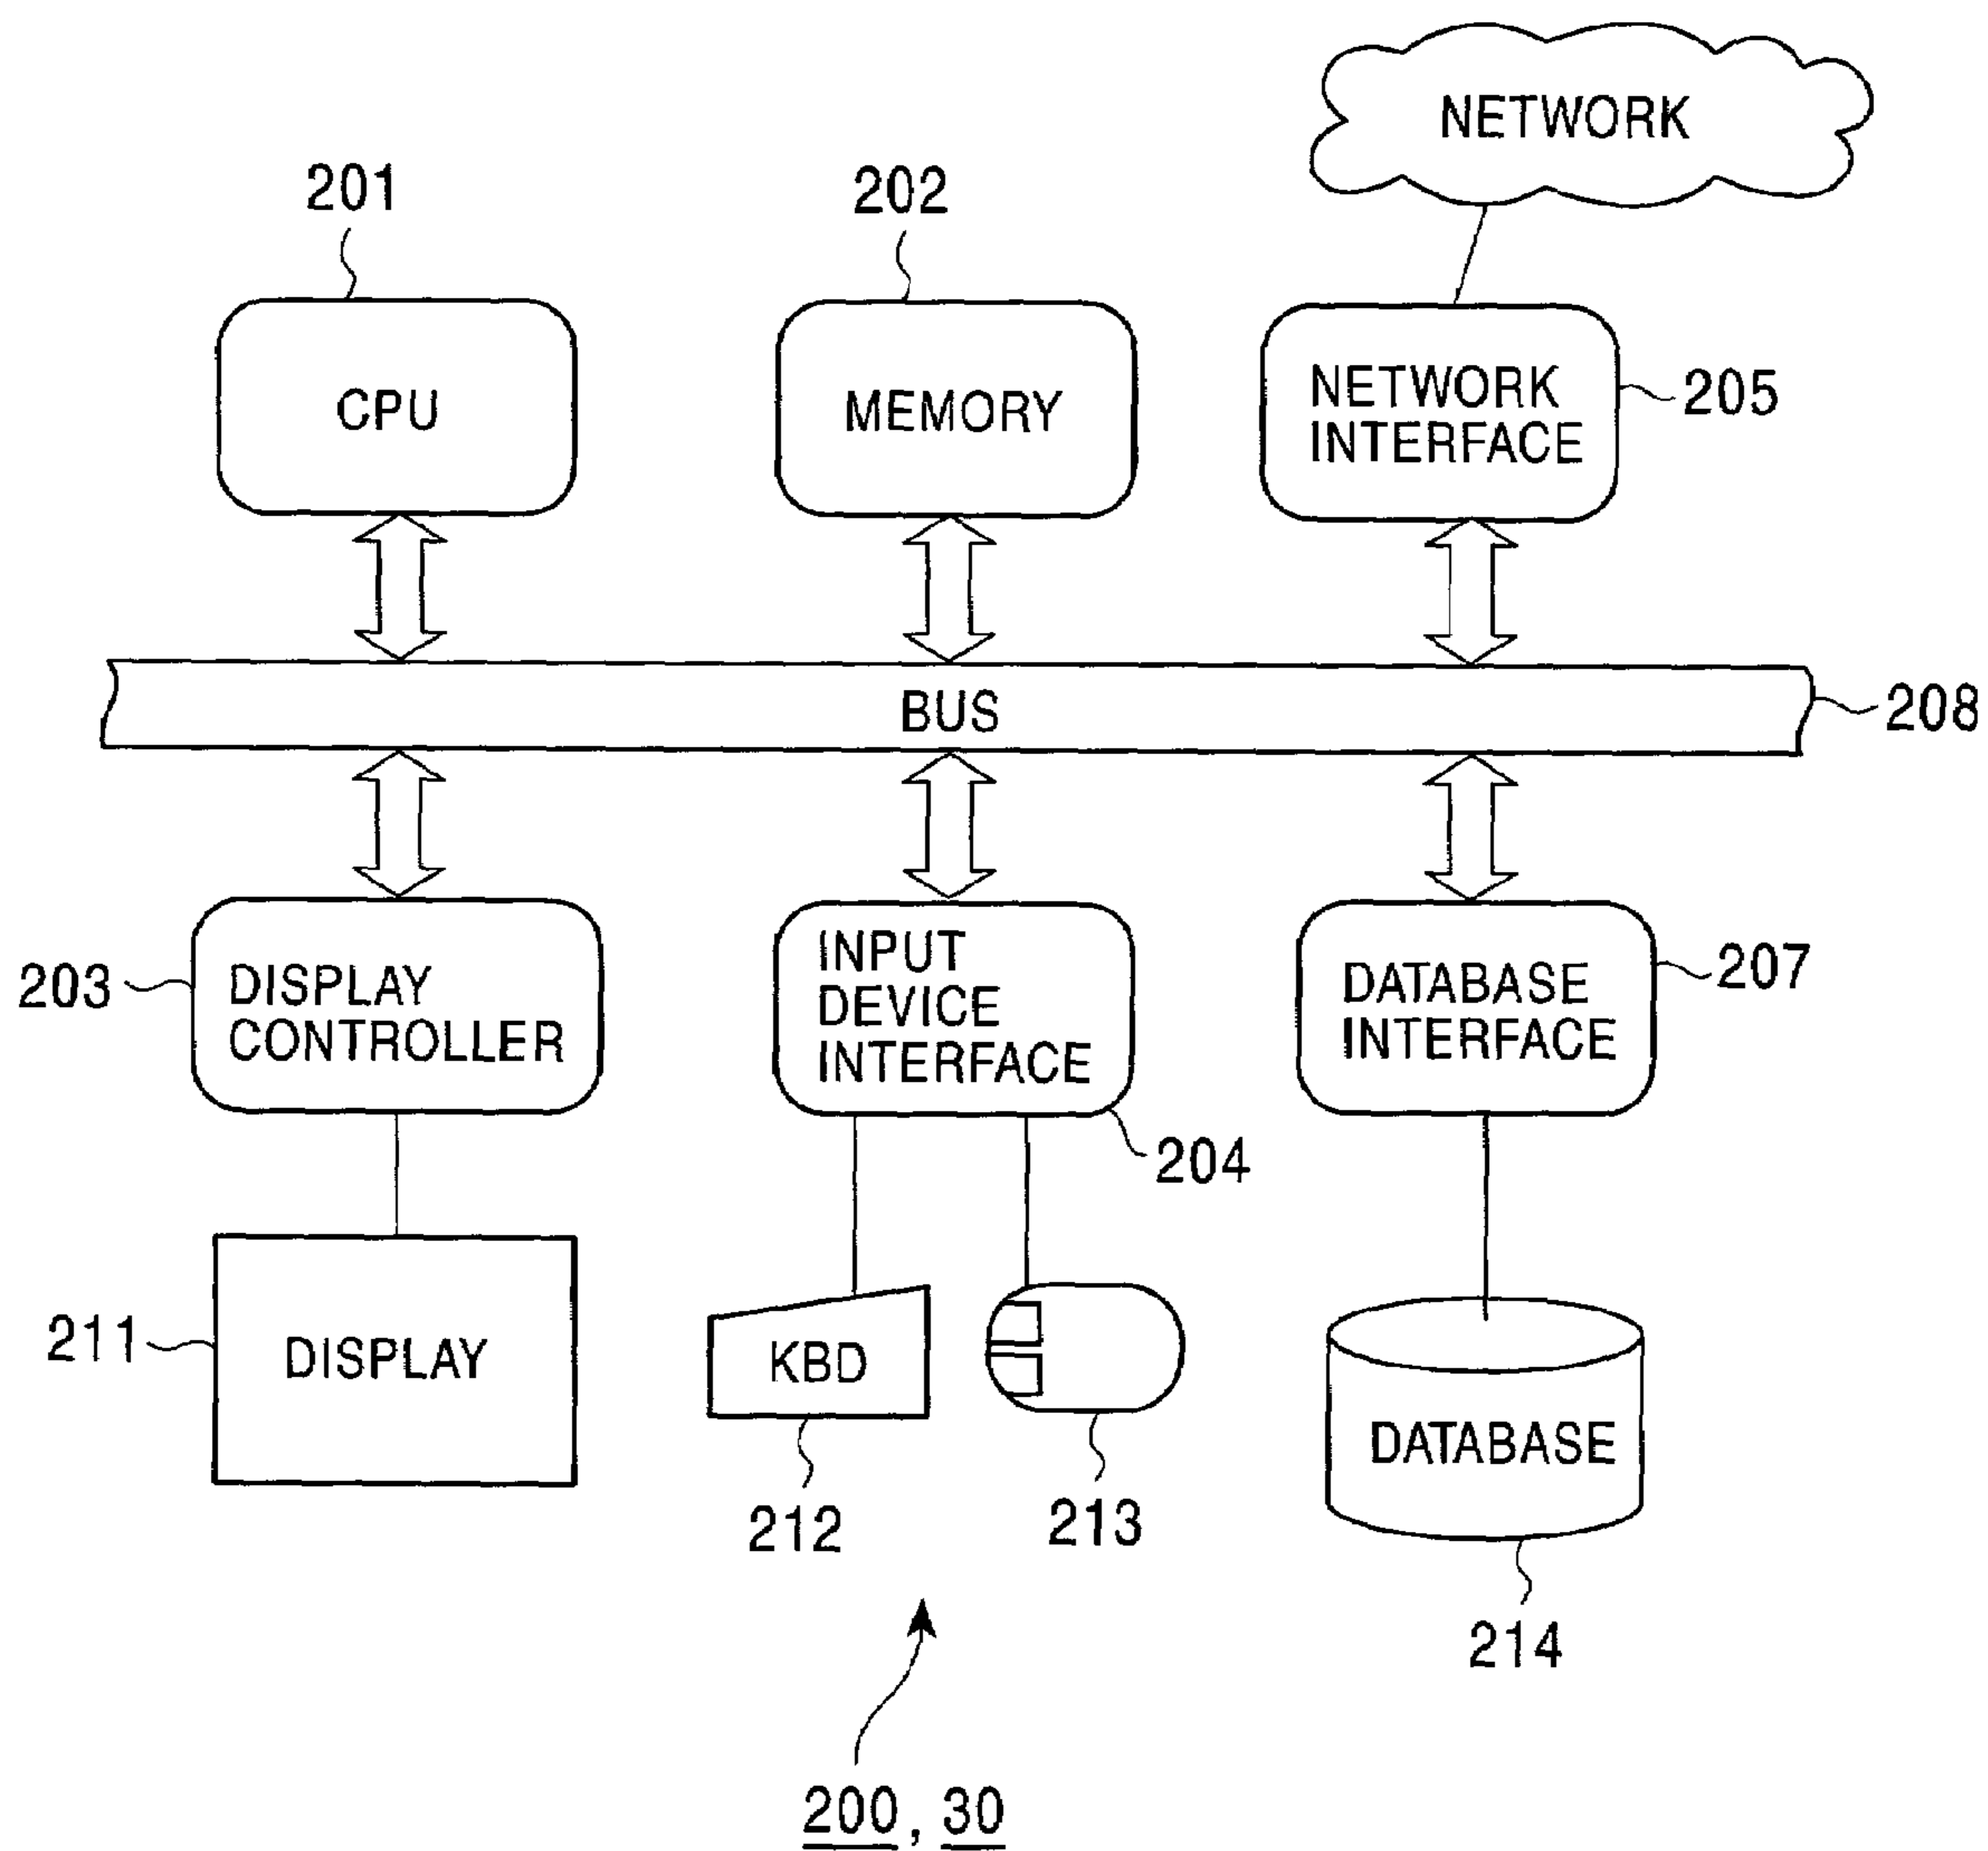 NETWORK
201
202
CPU
MEMORY
NETWORK
INTERFACE
205
BUS
208
203
DISPLAY
CONTROLLER
INPUT
DEVICE
INTERFACE
204
DATABASE
INTERFACE
207
211
DISPLAY
KBD
212
213
DATABASE
214
200, 30